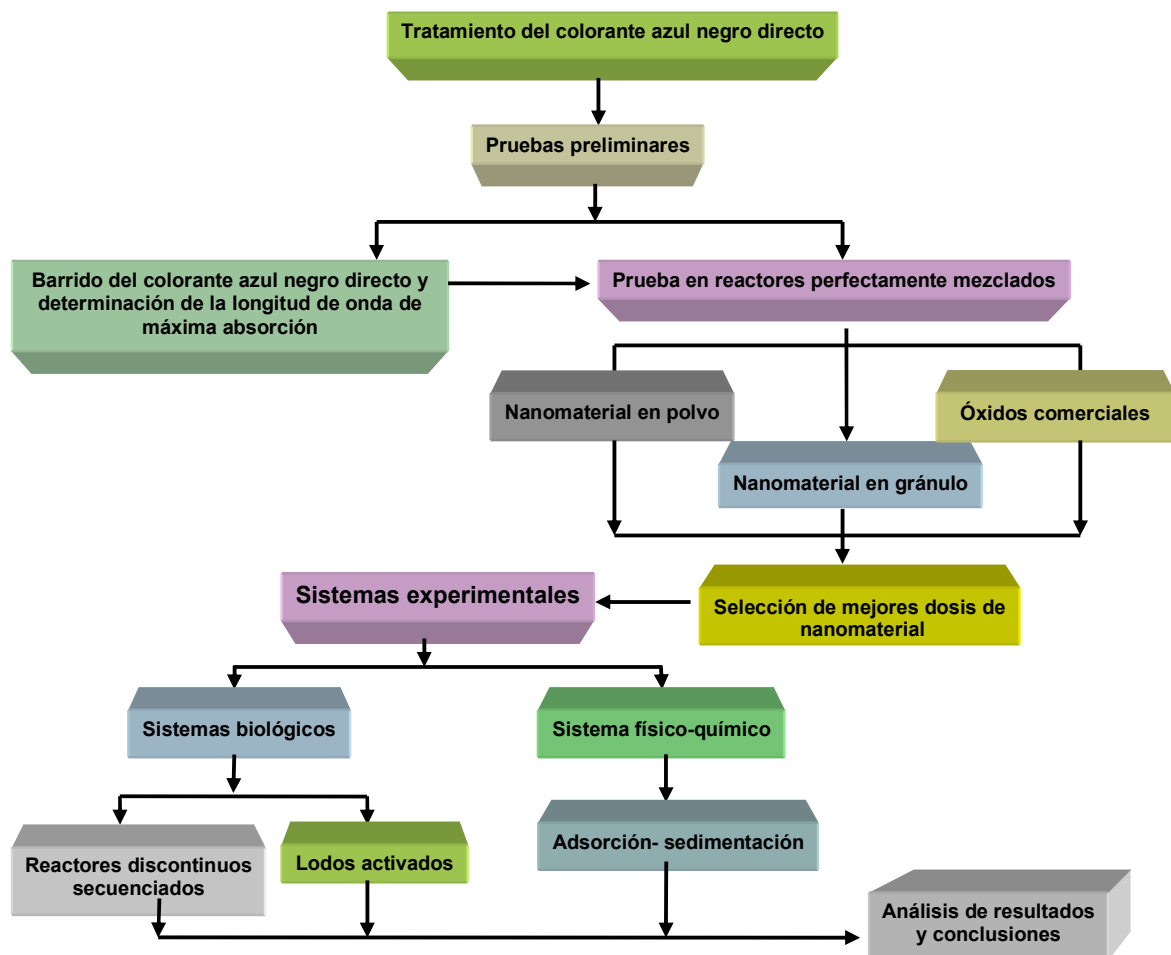 Tratamiento del colorante azul negro directo
Pruebas preliminares
Barrido del colorante azul negro directo y
determinación de la longitud de onda de
máxima absorción
Prueba en reactores perfectamente mezclados
Nanomaterial en polvo
Óxidos comerciales
Nanomaterial en gránulo
Sistemas experimentales
Selección de mejores dosis de
nanomaterial
Sistemas biológicos
Sistema físico-químico
Reactores discontinuos
secuenciados
Lodos activados
Adsorción- sedimentación
Análisis de resultados
y conclusiones